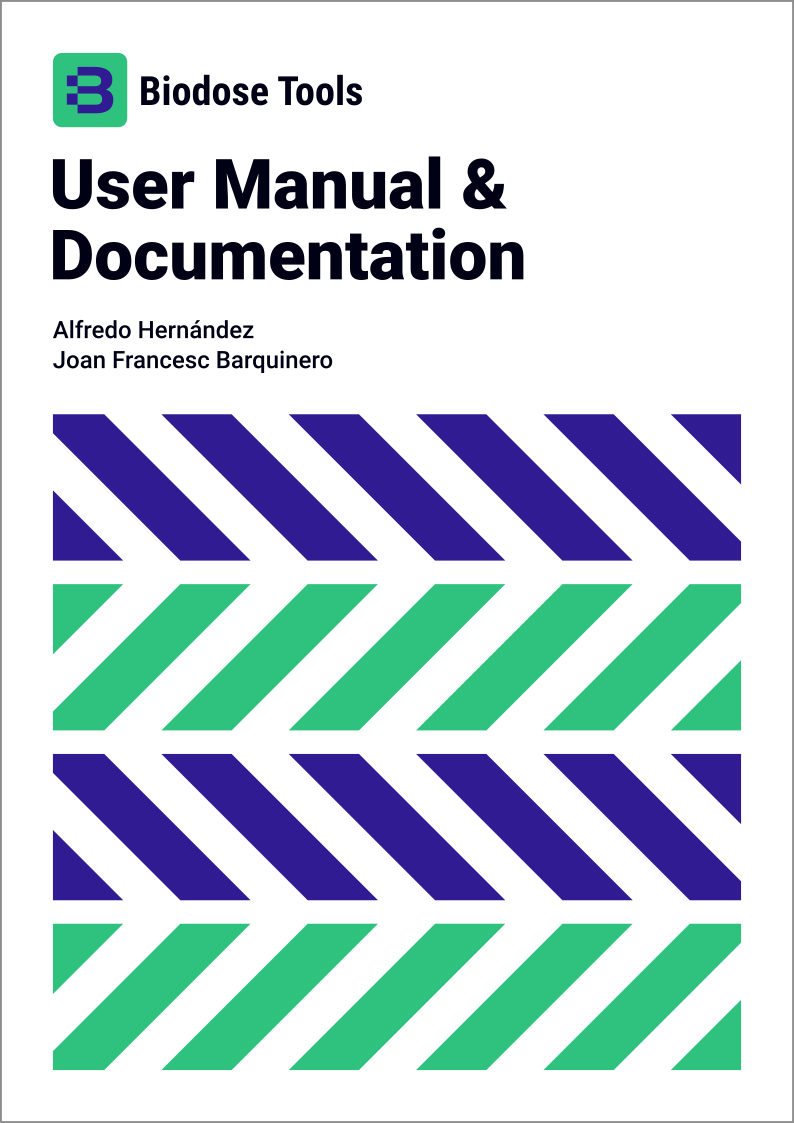 Biodose Tools
User Manual &
Documentation
Alfredo Hernández
Joan Francesc Barquinero